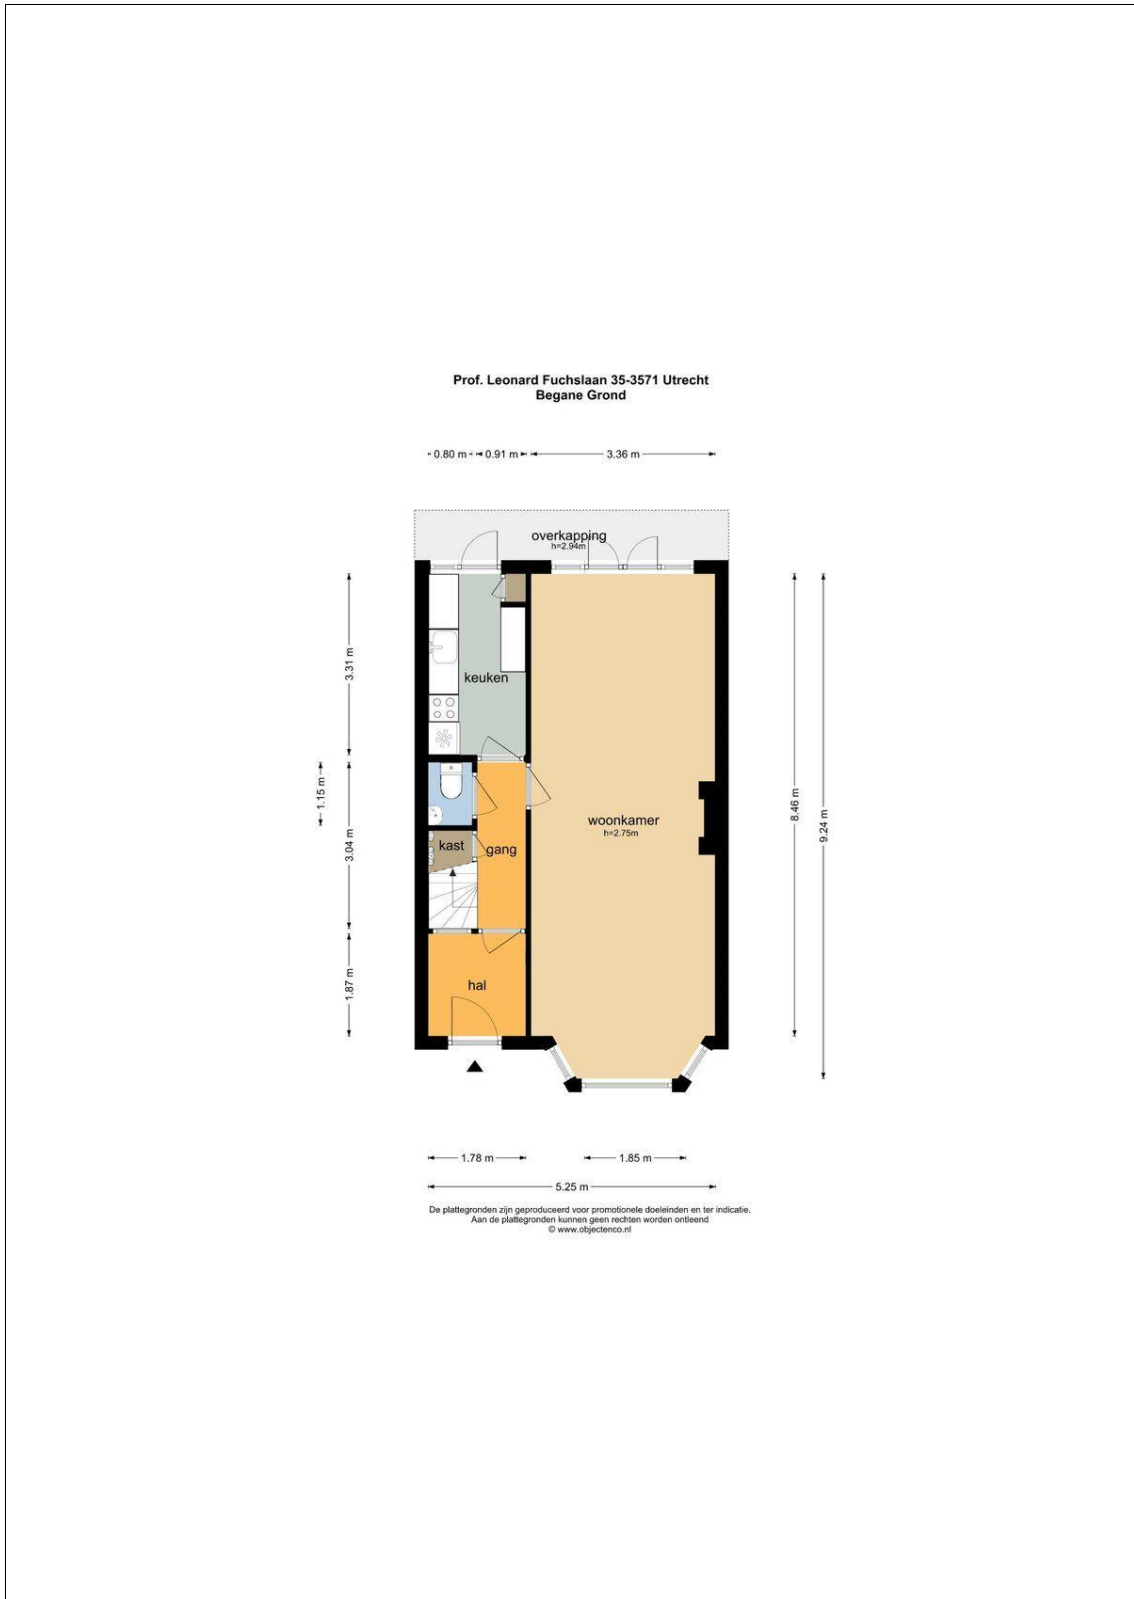 Prof. Leonard Fuchslaan 35-3571 Utrecht
Begane Grond
0.80 m
0.91 m
3.36 m
overkapping
h=2.94m
3.31 m
keuken
1.15 m
3.04 m
8.46 m
9.24 m
woonkamer
h=2.75m
kast
gang
1.87 m
hal
1.78 m
1.85 m
5.25 m
De plattegronden zijn geproduceerd voor promotionele doeleinden en ter indicatie.
Aan de plattegronden kunnen geen rechten worden ontleend
© www.objectenco.nl